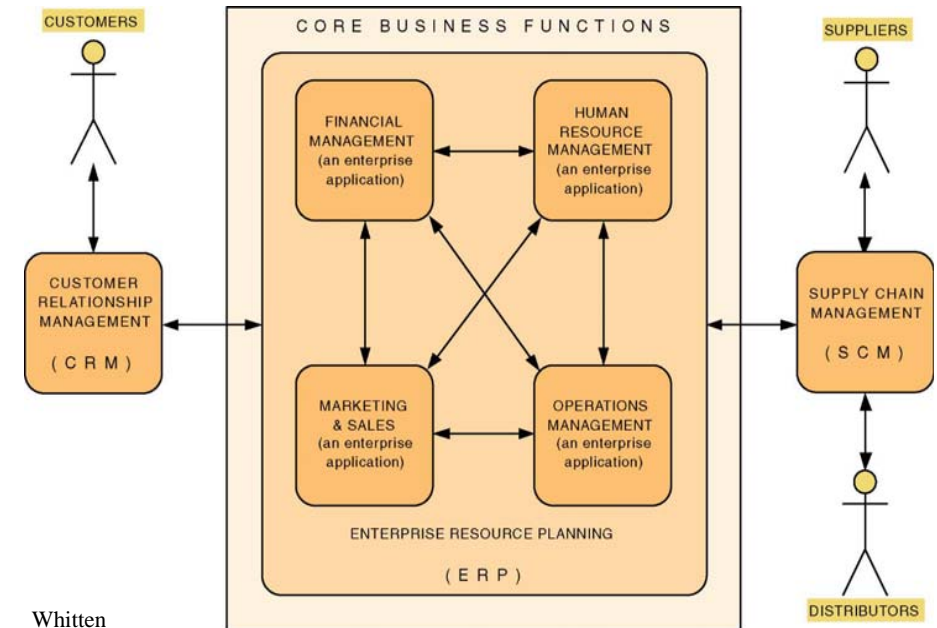 CUSTOMERS
CORE BUSINESS FUNCTIONS
SUPPLIERS
FINANCIAL
MANAGEMENT
(an enterprise
application)
HUMAN
RESOURCE
MANAGEMENT
(an enterprise
application)
CUSTOMER
RELATIONSHIP
MANAGEMENT
(CRM)
SUPPLY CHAIN
MANAGEMENT
(SCM)
MARKETING
& SALES
(an enterprise
application)
OPERATIONS
MANAGEMENT
(an enterprise
application)
ENTERPRISE RESOURCE PLANNING
(ERP)
DISTRIBUTORS
Whitten